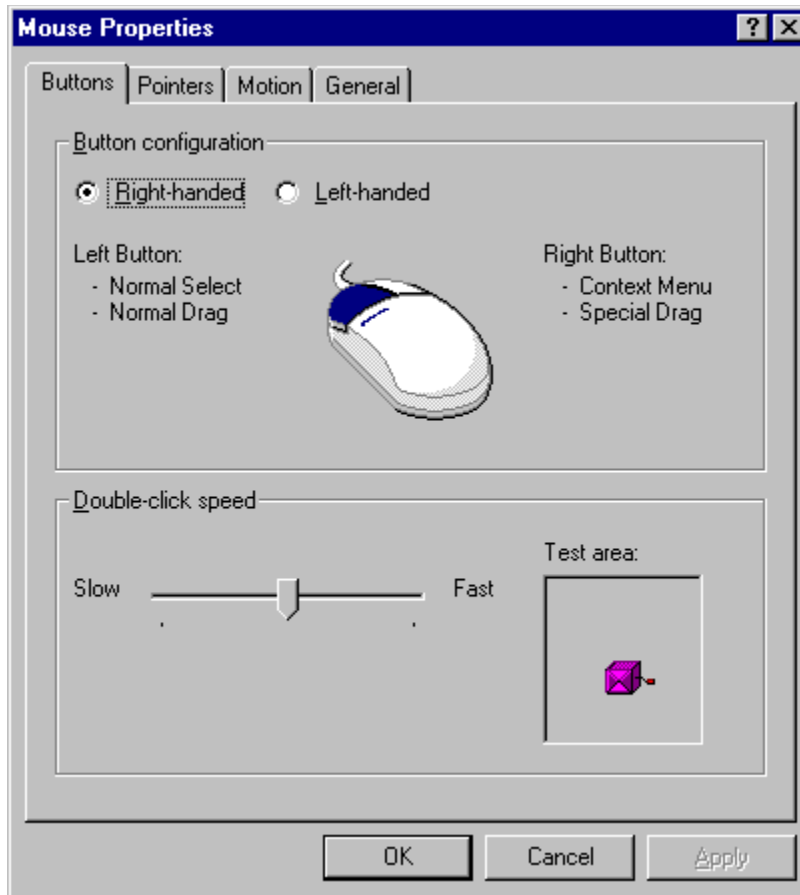 Mouse Properties
Buttons Pointers Motion General
Button configuration
Right-handed Left-handed
Left Button:
- Normal Select
- Normal Drag
Right Button:
- Context Menu
- Special Drag
Double-click speed
Slow Fast
Test area:
OK Cancel Apply